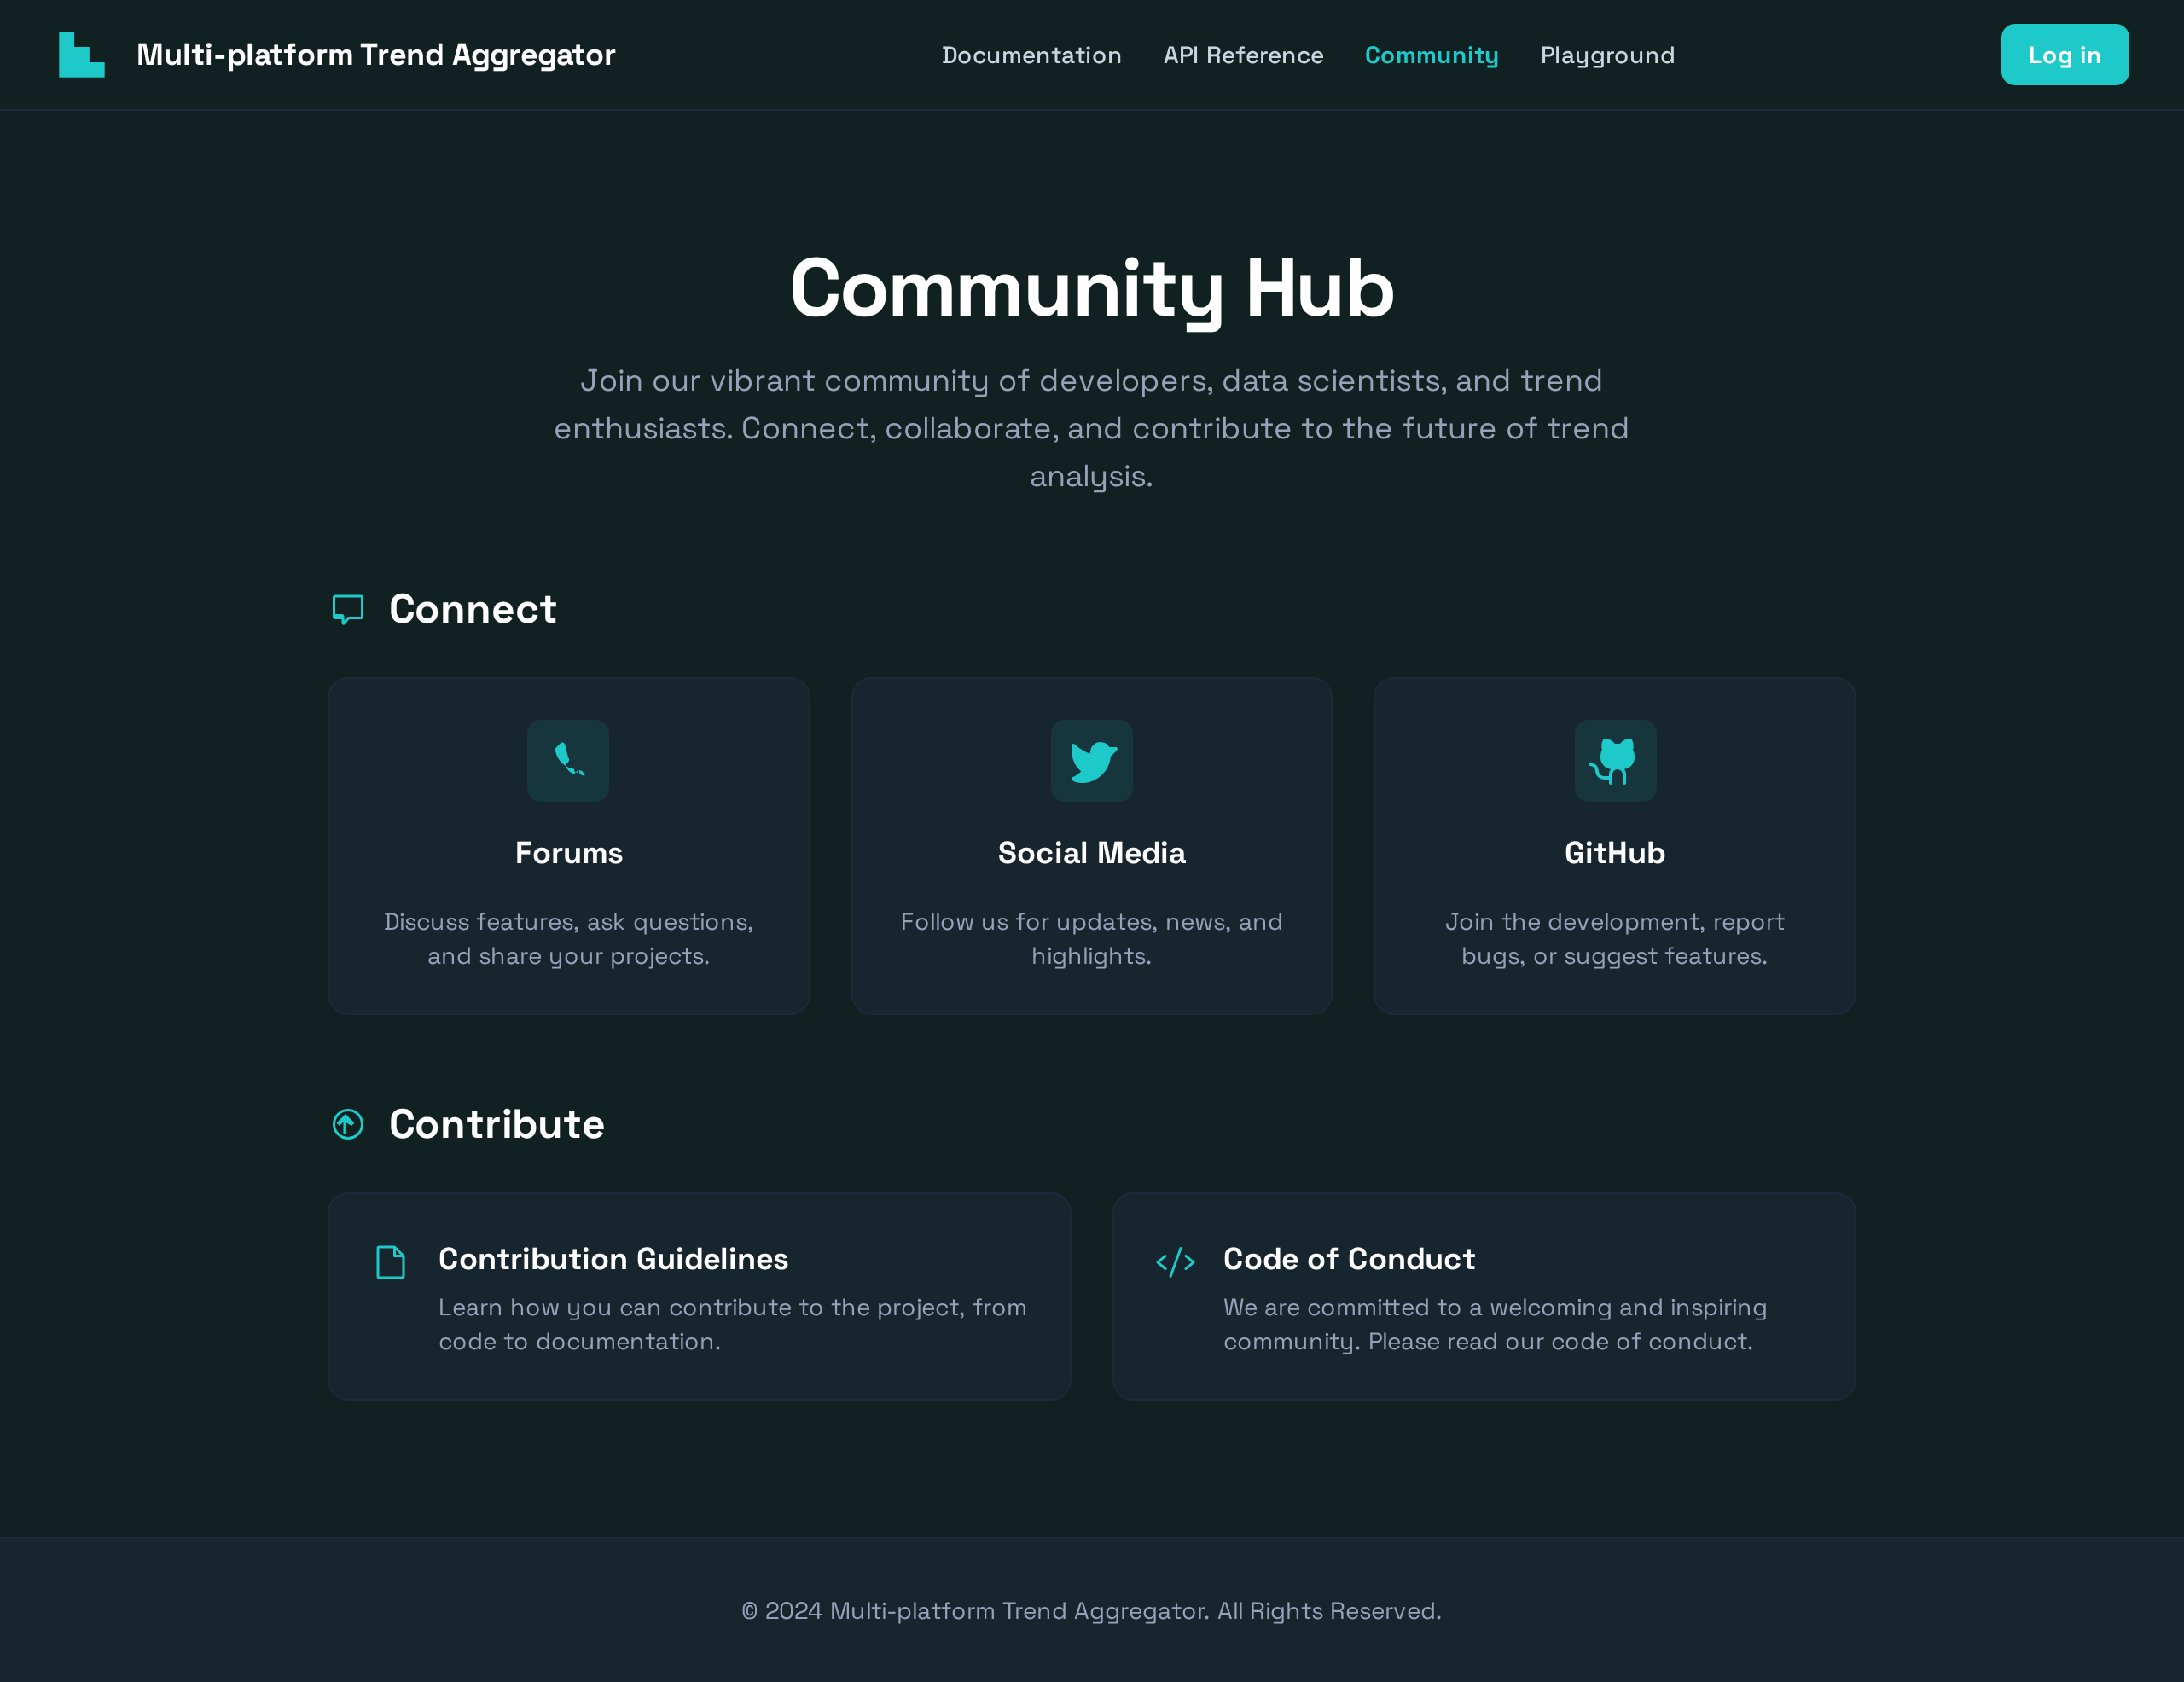 Multi-platform Trend Aggregator
Documentation
API Reference
Community
Playground
Log in
Community Hub
Join our vibrant community of developers, data scientists, and trend
enthusiasts. Connect, collaborate, and contribute to the future of trend
analysis.
Connect
Forums
Discuss features, ask questions,
and share your projects.
Social Media
Follow us for updates, news, and
highlights.
GitHub
Join the development, report
bugs, or suggest features.
Contribute
Contribution Guidelines
Learn how you can contribute to the project, from
code to documentation.
Code of Conduct
We are committed to a welcoming and inspiring
community. Please read our code of conduct.
© 2024 Multi-platform Trend Aggregator. All Rights Reserved.